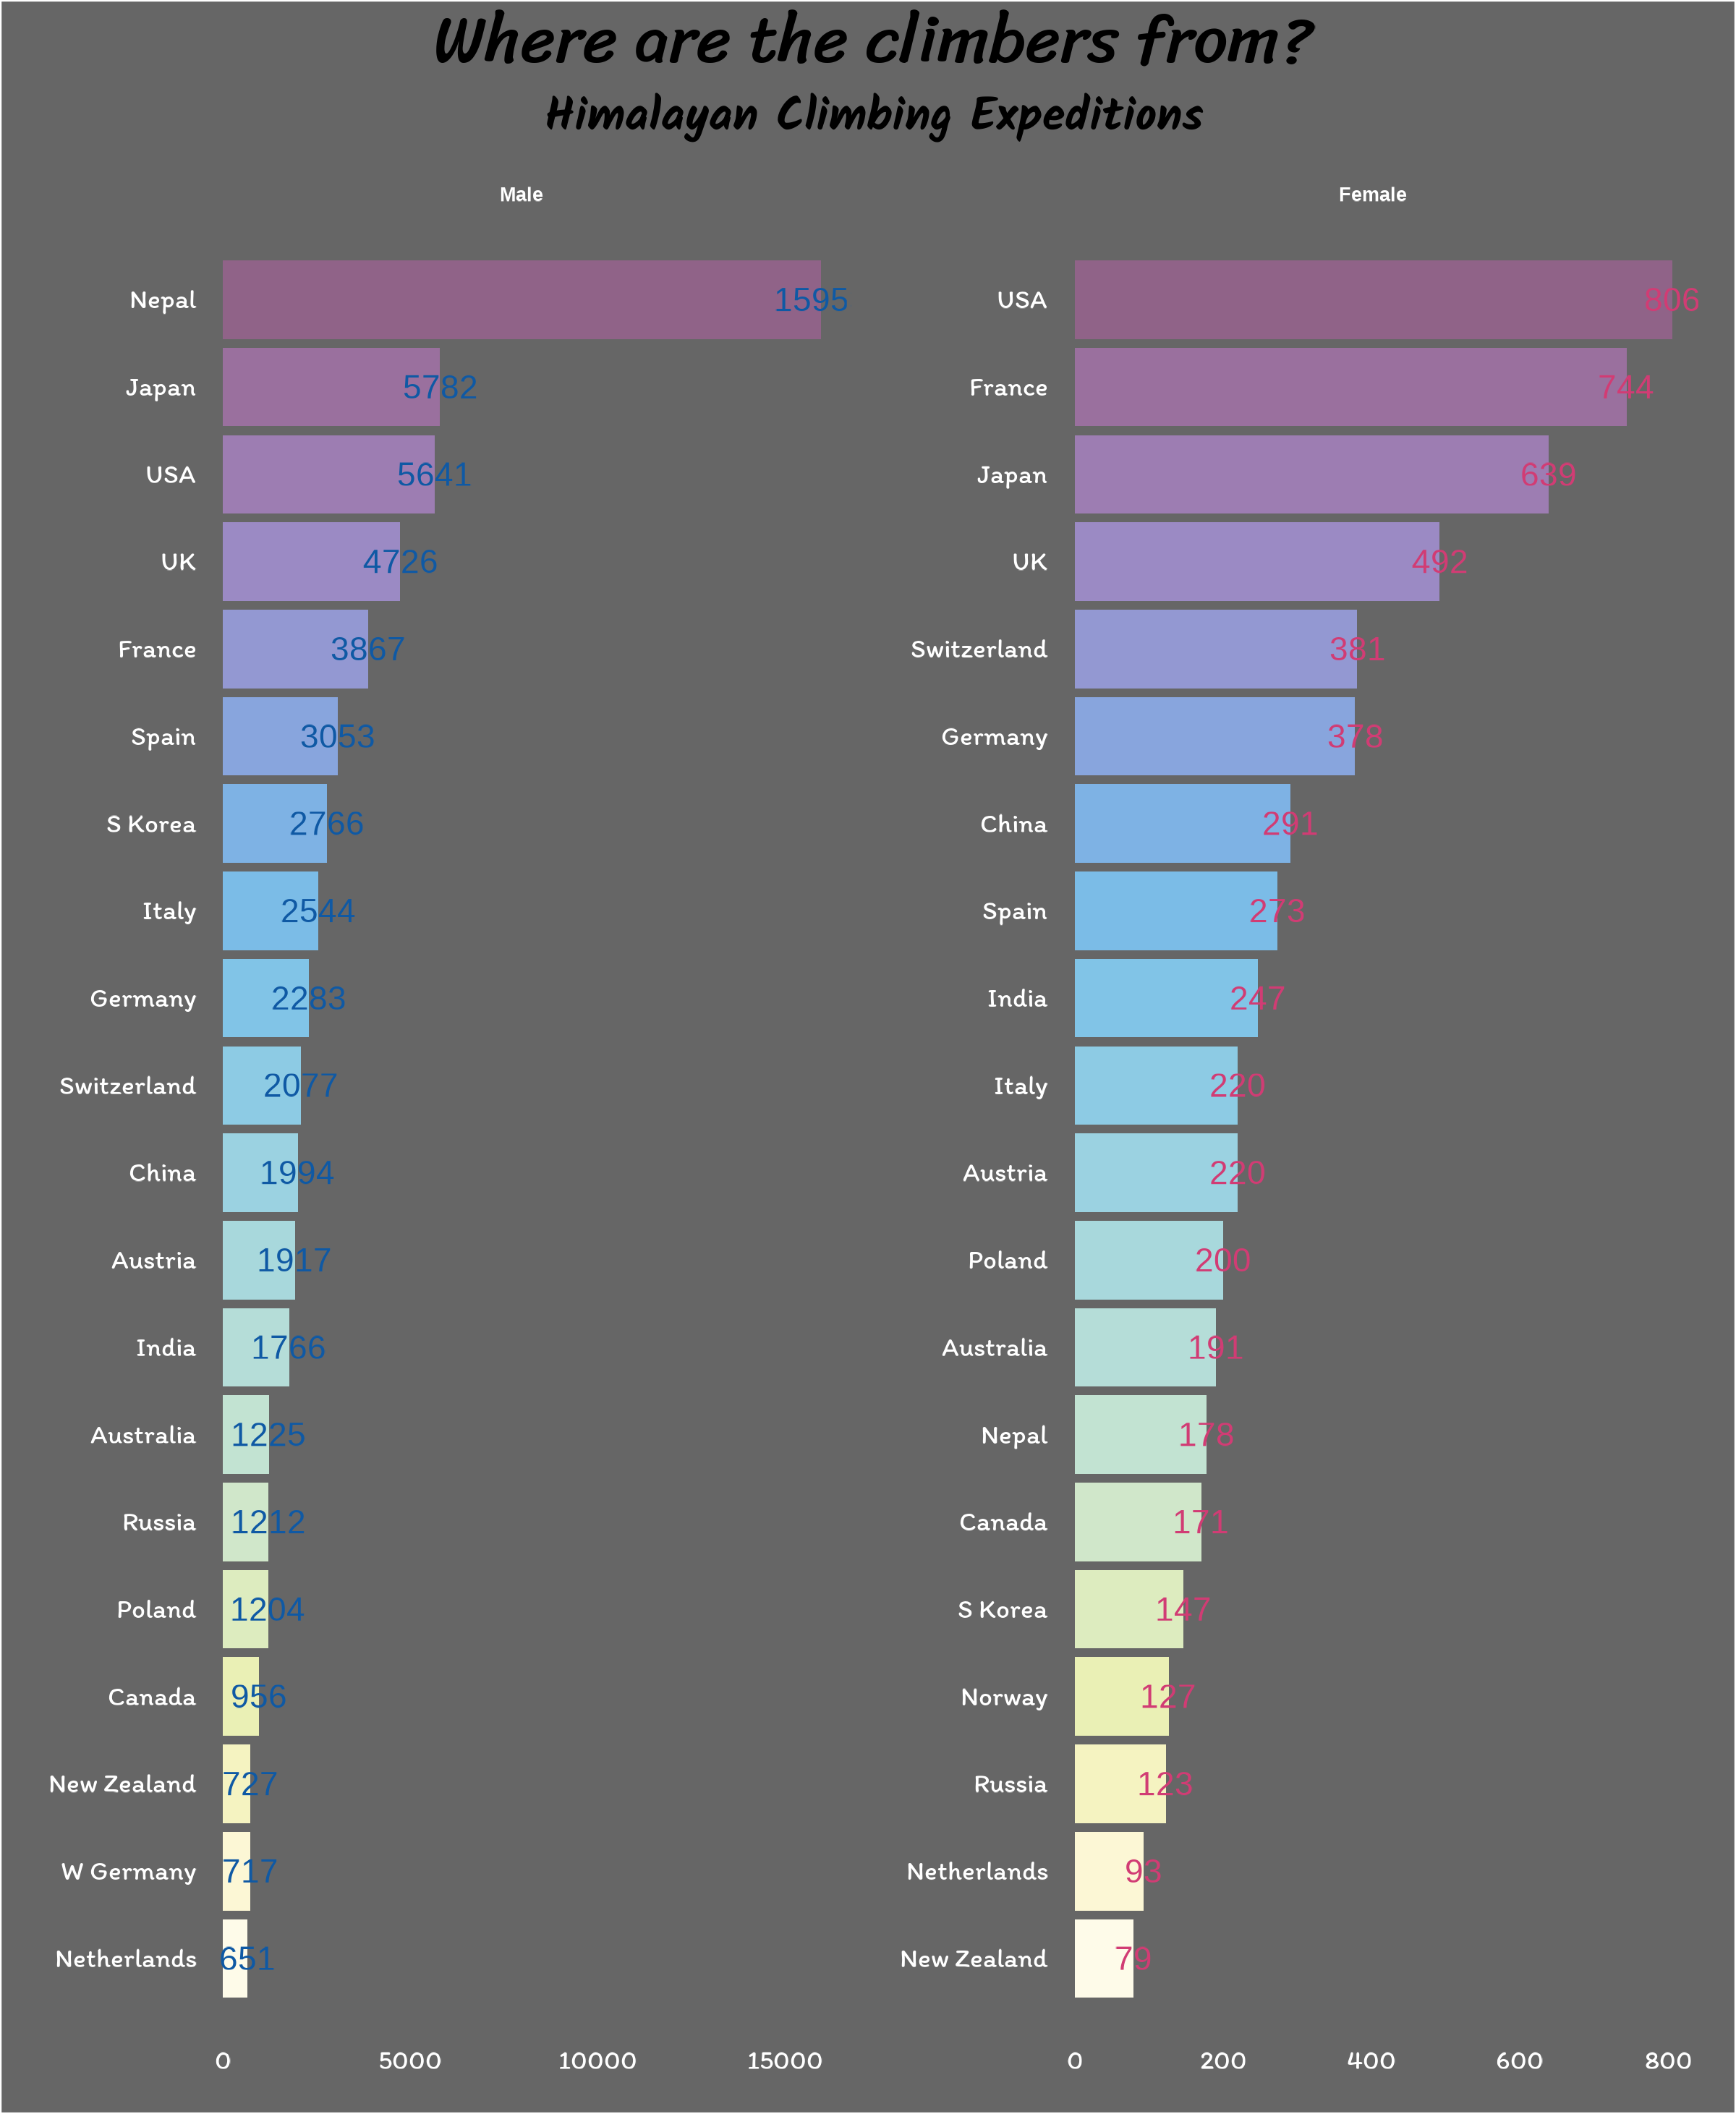 Where are the climbers from?
Himalayan Climbing Expeditions
Male
Nepal 1595
Japan 5782
USA 5641
UK 4726
France 3867
Spain 3053
S Korea 2766
Italy 2544
Germany 2283
Switzerland 2077
China 1994
Austria 1917
India 1766
Australia 1225
Russia 1212
Poland 1204
Canada 956
New Zealand 727
W Germany 717
Netherlands 651
0 5000 10000 15000
Female
USA 806
France 744
Japan 639
UK 492
Switzerland 381
Germany 378
China 291
Spain 273
India 247
Italy 220
Austria 220
Poland 200
Australia 191
Nepal 178
Canada 171
S Korea 147
Norway 127
Russia 123
Netherlands 93
New Zealand 79
0 200 400 600 800